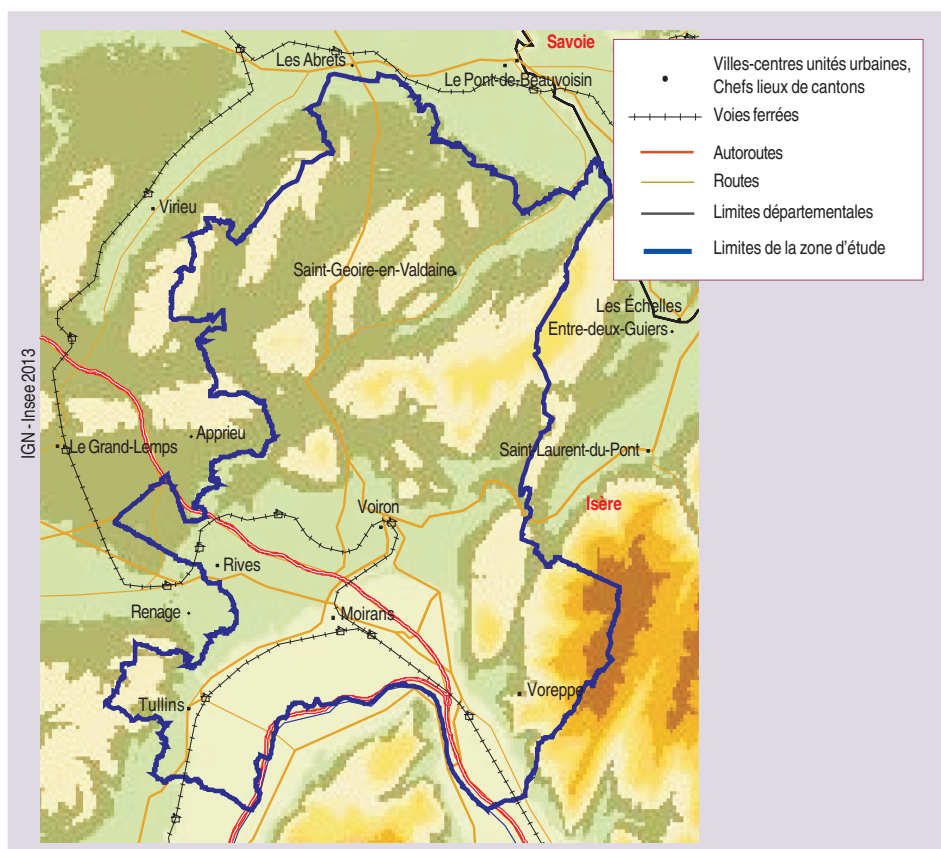 Savoie
Les Abrets
Le Pont-de-Beauvoisin
Villes-centres unités urbaines,
Chefs lieux de cantons
Voies ferrées
Autoroutes
Routes
Limites départementales
Limites de la zone d'étude
Virieu
Saint-Geoire-en-Valdaine
Les Échelles
Entre-deux-Guiers
IGN - Insee 2013
Apprieu
Le Grand-Lemps
Saint-Laurent-du-Pont
Isère
Voiron
Rives
Renage
Moirans
Voreppe
Tullins